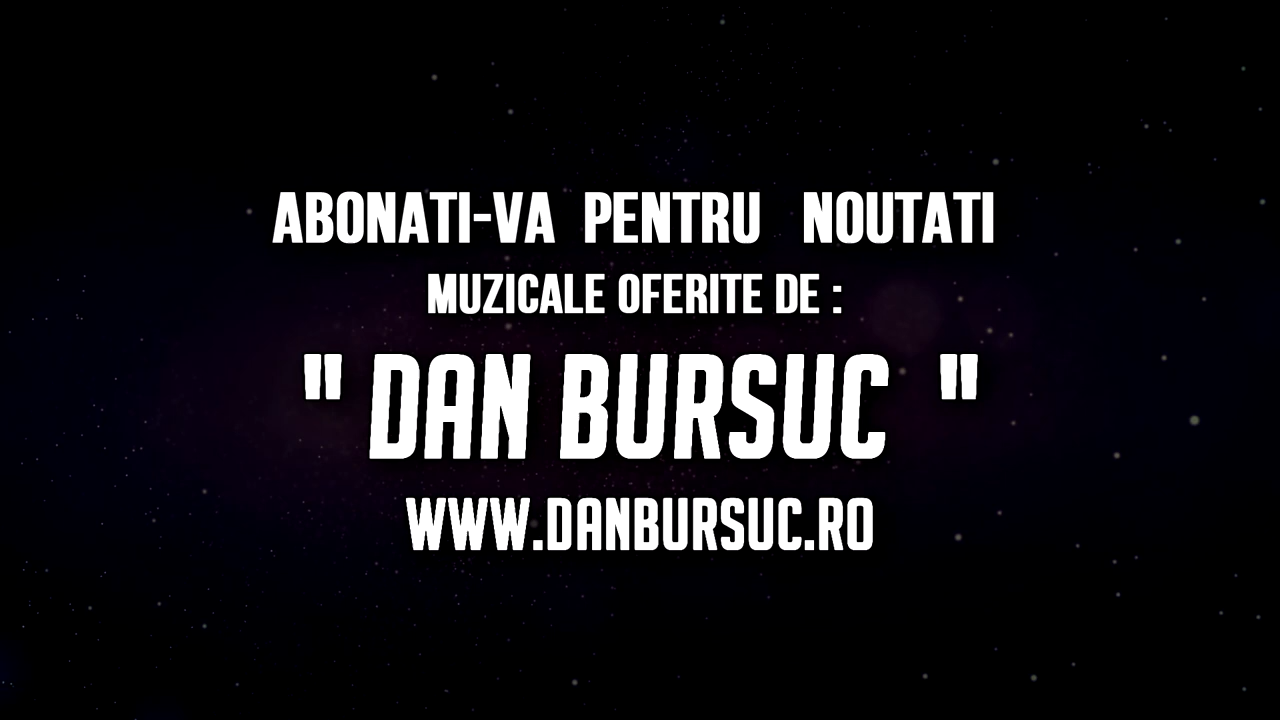 ABONATI-VA PENTRU NOUTATI
MUZICALE OFERITE DE :
" DAN BURSUC "
WWW.DANBURSUC.RO